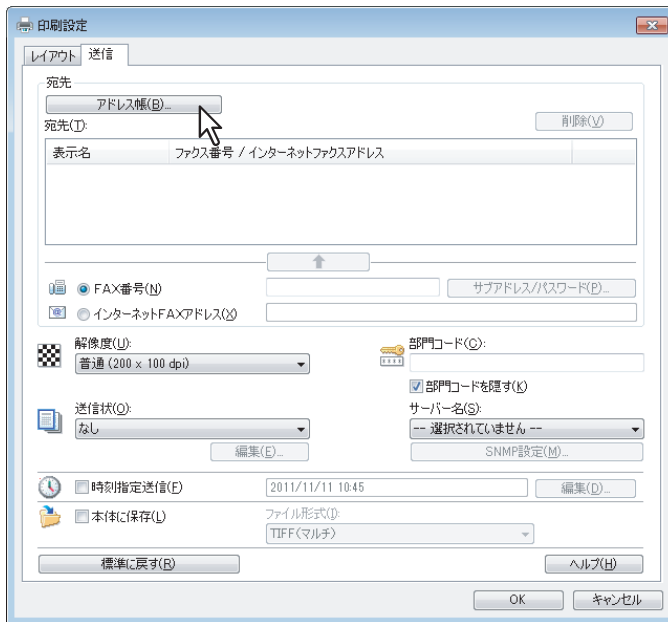 印刷設定
レイアウト 送信
宛先
アドレス帳(B)...
宛先(T):
削除(V)
表示名 ファクス番号 / インターネットファクスアドレス
FAX番号(N)
サブアドレス/パスワード(P)...
インターネットFAXアドレス(X)
解像度(U):
普通 (200 x 100 dpi)
部門コード(C):
部門コードを隠す(K)
送信状(O):
なし
編集(E)...
サーバー名(S):
-- 選択されていません --
SNMP設定(M)...
時刻指定送信(F) 2011/11/11 10:45 編集(D)...
本体に保存(L) ファイル形式(I):
TIFF(マルチ)
標準に戻す(R) ヘルプ(H)
OK キャンセル